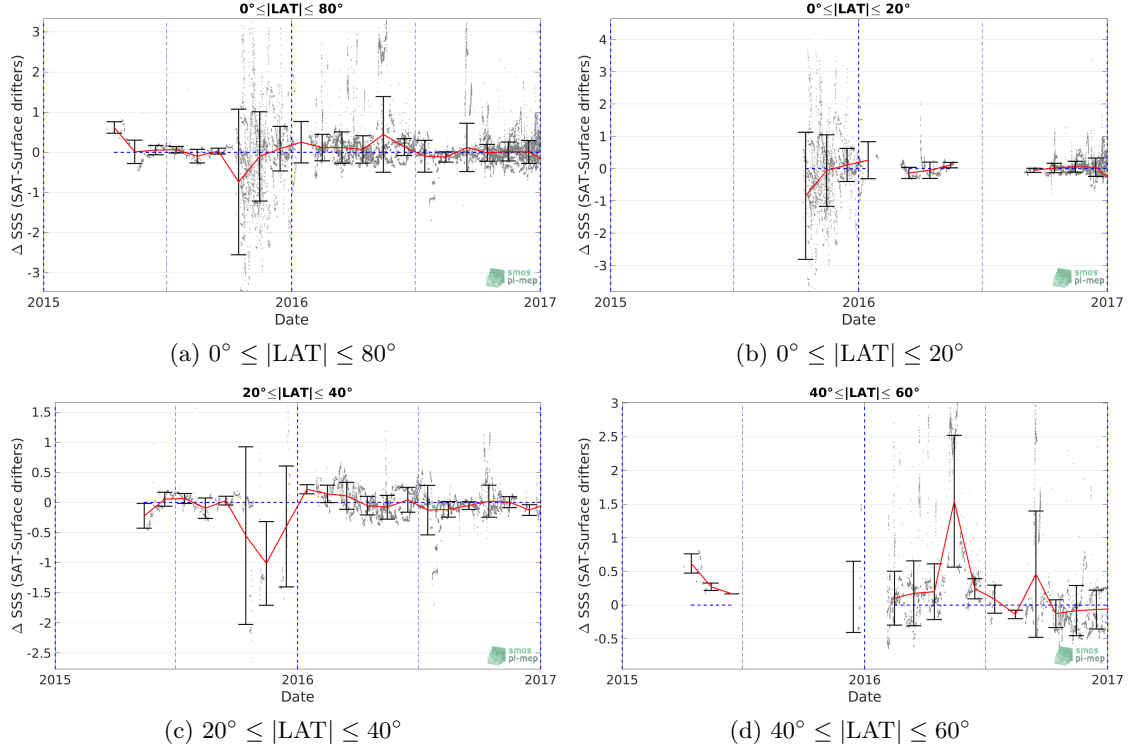 0°≤|LAT|≤ 80°
Δ SSS (SAT-Surface drifters)
3
2
1
0
-1
-2
-3
2015
2016
2017
Date
smos
pi-mep
(a) 0° ≤ |LAT| ≤ 80°
0°≤|LAT|≤ 20°
Δ SSS (SAT-Surface drifters)
4
3
2
1
0
-1
-2
-3
2015
2016
2017
Date
smos
pi-mep
(b) 0° ≤ |LAT| ≤ 20°
20°≤|LAT|≤ 40°
Δ SSS (SAT-Surface drifters)
1.5
1
0.5
0
-0.5
-1
-1.5
-2
-2.5
2015
2016
2017
Date
smos
pi-mep
(c) 20° ≤ |LAT| ≤ 40°
40°≤|LAT|≤ 60°
Δ SSS (SAT-Surface drifters)
3
2.5
2
1.5
1
0.5
0
-0.5
2015
2016
2017
Date
smos
pi-mep
(d) 40° ≤ |LAT| ≤ 60°